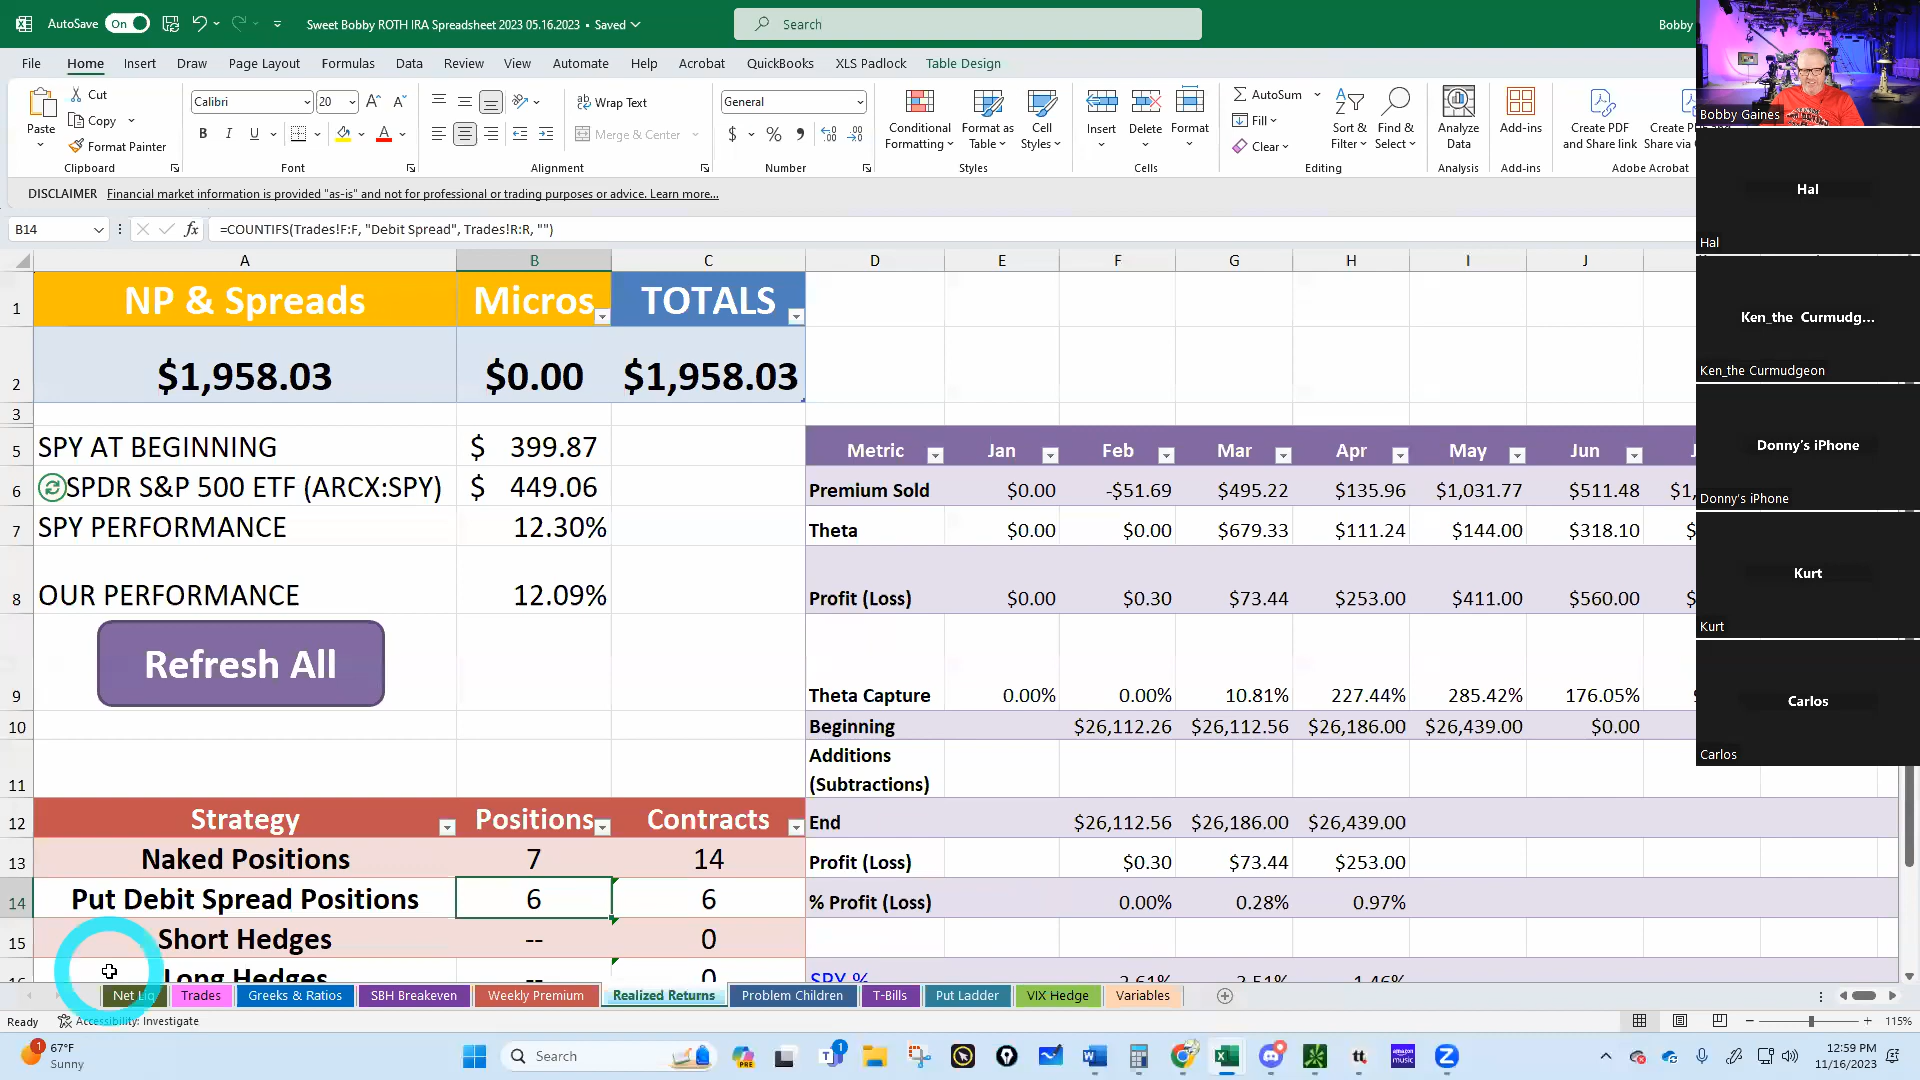 AutoSave On Sweet Bobby ROTH IRA Spreadsheet 2023 05.16.2023 • Saved Search Bobby
File Home Insert Draw Page Layout Formulas Data Review View Automate Help Acrobat QuickBooks XLS Padlock Table Design
Paste Cut Copy Format Painter Clipboard
Calibri 20 B I U Font
Wrap Text Merge & Center Alignment
General $ % Number
Conditional Formatting Format as Table Cell Styles Styles
Insert Delete Format Cells
AutoSum Fill Clear Sort & Filter Find & Select Editing
Analyze Data Analysis
Add-ins Add-ins
Create PDF and Share link Adobe Acrobat
DISCLAIMER Financial market information is provided "as-is" and not for professional or trading purposes or advice. Learn more...
B14 fx =COUNTIFS(Trades!F:F, "Debit Spread", Trades!R:R, "")
A B C D E F G H I J
1 NP & Spreads Micros TOTALS
2 $1,958.03 $0.00 $1,958.03
3
5 SPY AT BEGINNING $ 399.87 Metric Jan Feb Mar Apr May Jun
6 SPDR S&P 500 ETF (ARCX:SPY) $ 449.06 Premium Sold $0.00 -$51.69 $495.22 $135.96 $1,031.77 $511.48
7 SPY PERFORMANCE 12.30% Theta $0.00 $0.00 $679.33 $111.24 $144.00 $318.10
8 OUR PERFORMANCE 12.09% Profit (Loss) $0.00 $0.30 $73.44 $253.00 $411.00 $560.00
Refresh All
9 Theta Capture 0.00% 0.00% 10.81% 227.44% 285.42% 176.05%
10 Beginning $26,112.26 $26,112.56 $26,186.00 $26,439.00 $0.00
11 Additions (Subtractions)
12 Strategy Positions Contracts End $26,112.56 $26,186.00 $26,439.00
13 Naked Positions 7 14 Profit (Loss) $0.30 $73.44 $253.00
14 Put Debit Spread Positions 6 6 % Profit (Loss) 0.00% 0.28% 0.97%
15 Short Hedges -- 0
Long Hedges -- 0 SPY % 1.46%
Net Liq Trades Greeks & Ratios SBH Breakeven Weekly Premium Realized Returns Problem Children T-Bills Put Ladder VIX Hedge Variables
Ready Accessibility: Investigate 115%
1 67°F Sunny Search PRE 1 tt amazon music 12:59 PM 11/16/2023
Bobby Gaines
Hal
Hal
Ken_the Curmudg...
Ken_the Curmudgeon
Donny's iPhone
Donny's iPhone
Kurt
Kurt
Carlos
Carlos